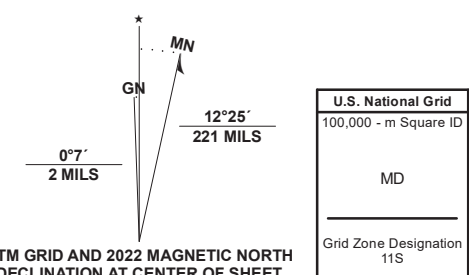 ★
MN
GN
12°25´
221 MILS
0°7´
2 MILS
TM GRID AND 2022 MAGNETIC NORTH
DECLINATION AT CENTER OF SHEET
U.S. National Grid
100,000 - m Square ID
MD
Grid Zone Designation
11S